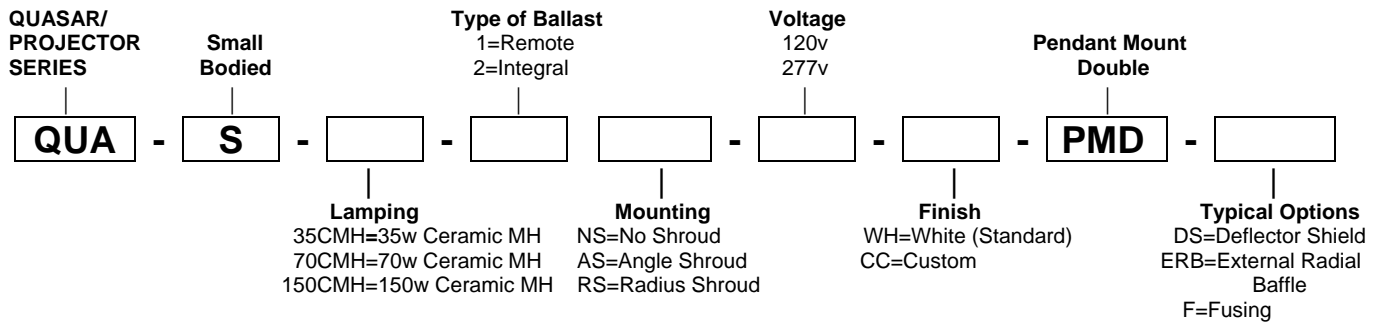 QUASAR/
PROJECTOR
SERIES
Small
Bodied
Type of Ballast
1=Remote
2=Integral
Voltage
120v
277v
Pendant Mount
Double
QUA - S - - - - - PMD -
Lamping
35CMH=35w Ceramic MH
70CMH=70w Ceramic MH
150CMH=150w Ceramic MH
Mounting
NS=No Shroud
AS=Angle Shroud
RS=Radius Shroud
Finish
WH=White (Standard)
CC=Custom
Typical Options
DS=Deflector Shield
ERB=External Radial
Baffle
F=Fusing